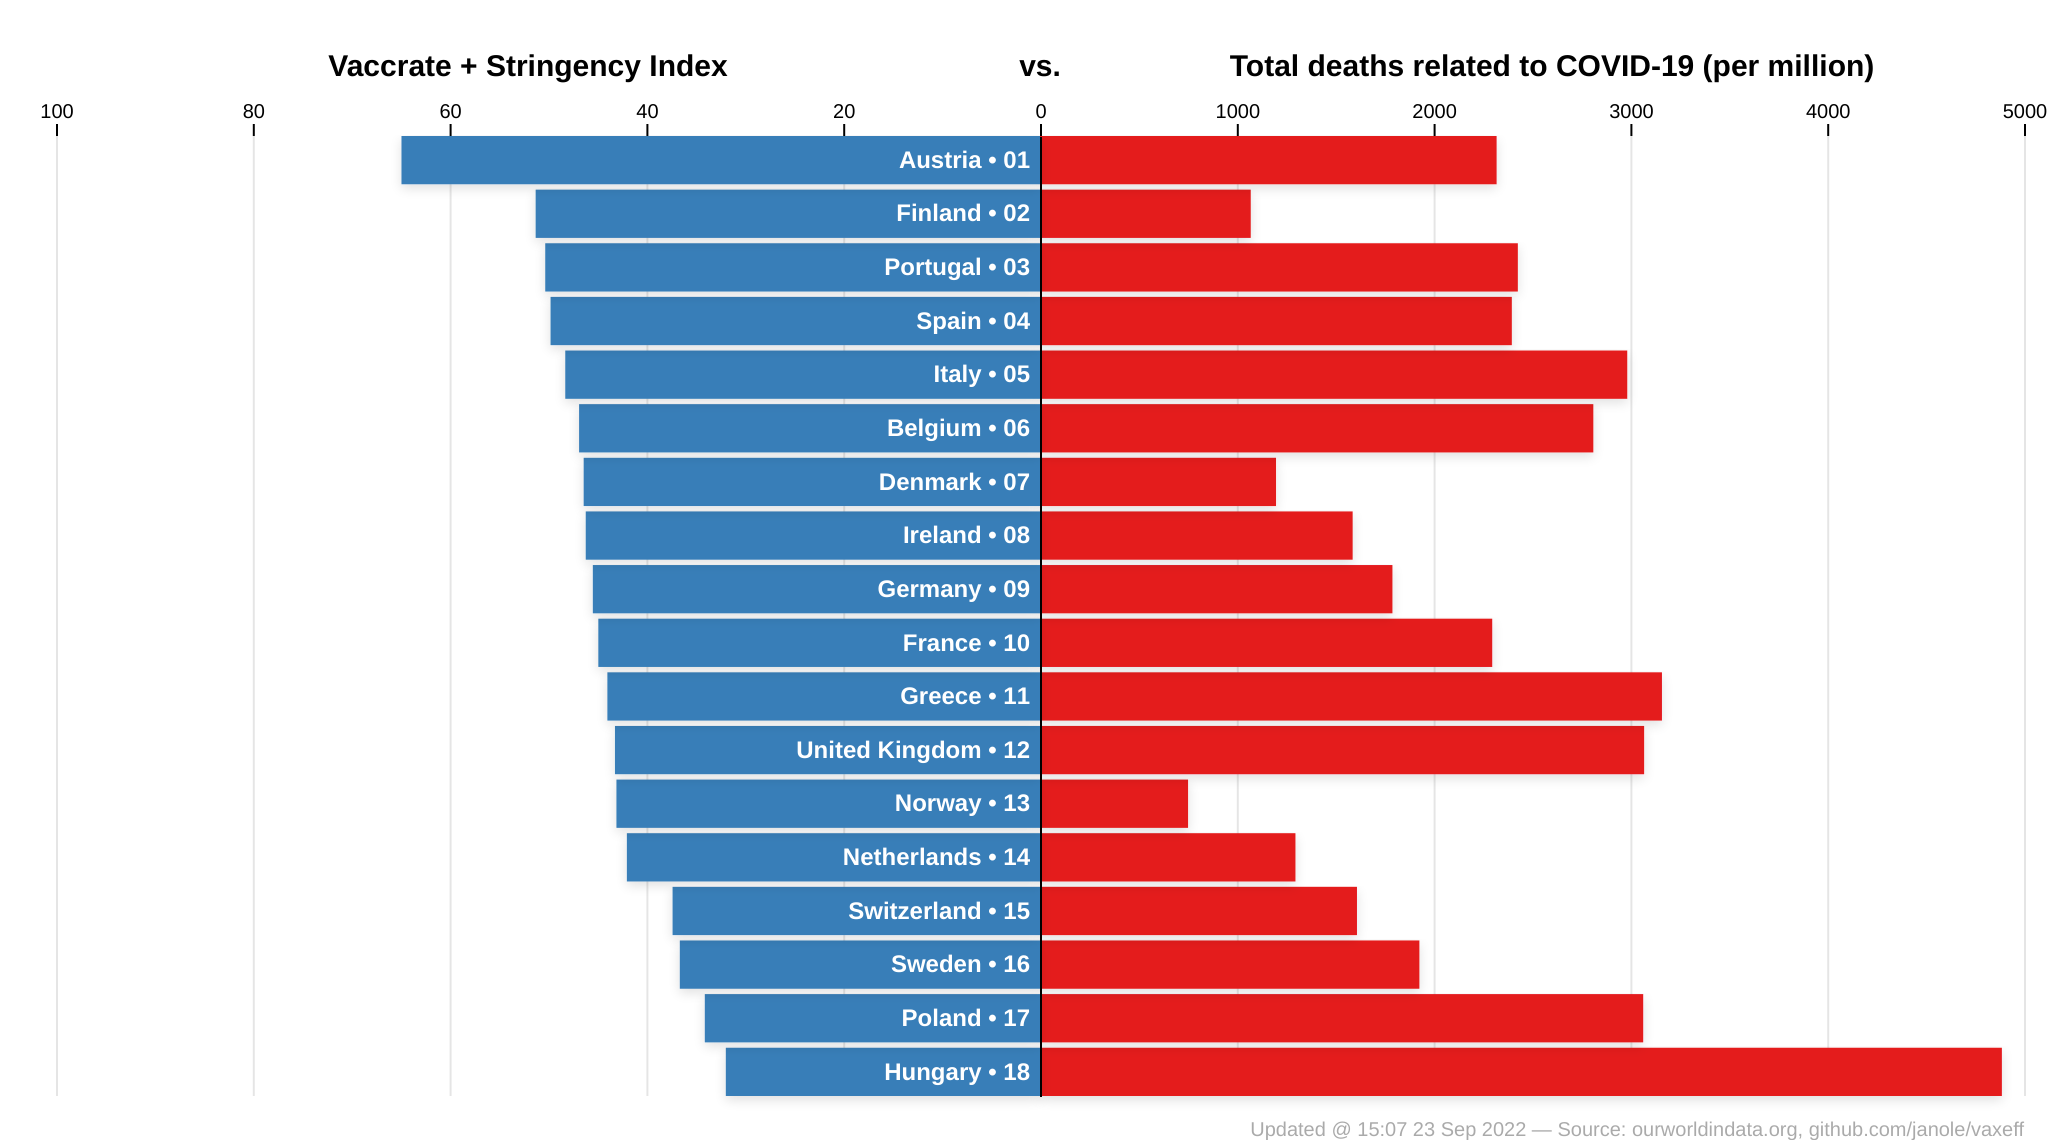 Vaccrate + Stringency Index vs. Total deaths related to COVID-19 (per million)
100 80 60 40 20 0 1000 2000 3000 4000 5000
Austria • 01
Finland • 02
Portugal • 03
Spain • 04
Italy • 05
Belgium • 06
Denmark • 07
Ireland • 08
Germany • 09
France • 10
Greece • 11
United Kingdom • 12
Norway • 13
Netherlands • 14
Switzerland • 15
Sweden • 16
Poland • 17
Hungary • 18
Updated @ 15:07 23 Sep 2022 — Source: ourworldindata.org, github.com/janole/vaxeff